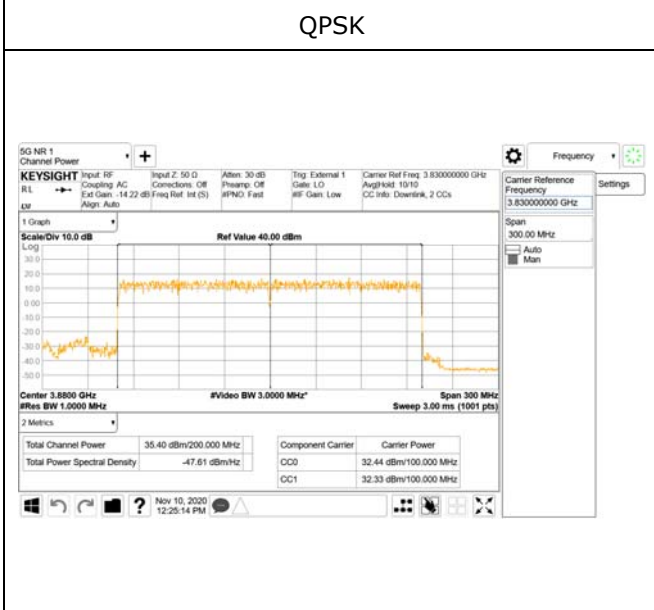 QPSK
5G NR 1
Channel Power
+
Frequency
KEYSIGHT
RL
Input: RF
Coupling: AC
Ext Gain: -14.22 dB
Align: Auto
Input Z: 50 Ω
Corrections: Off
Freq Ref: Int (S)
Atten: 30 dB
Preamp: Off
#PNO: Fast
Trig: External 1
Gate: LO
#IF Gain: Low
Carrier Ref Freq: 3.830000000 GHz
Avg|Hold: 10/10
CC Info: Downlink, 2 CCs
Carrier Reference
Frequency
3.830000000 GHz
Settings
Span
300.00 MHz
Auto
Man
1 Graph
Scale/Div 10.0 dB
Ref Value 40.00 dBm
Log
30.0
20.0
10.0
0.00
-10.0
-20.0
-30.0
-40.0
-50.0
Center 3.8800 GHz
#Video BW 3.0000 MHz*
Span 300 MHz
#Res BW 1.0000 MHz
Sweep 3.00 ms (1001 pts)
2 Metrics
Total Channel Power 35.40 dBm/200.000 MHz
Total Power Spectral Density -47.61 dBm/Hz
Component Carrier Carrier Power
CC0 32.44 dBm/100.000 MHz
CC1 32.33 dBm/100.000 MHz
?
Nov 10, 2020
12:25:14 PM